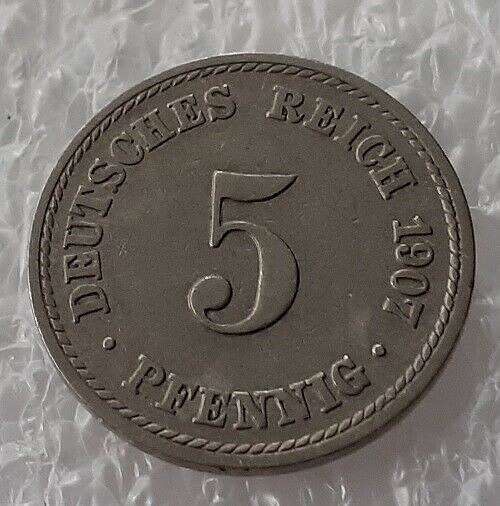 DEUTSCHES REICH 1907
5
· PFENNIG ·